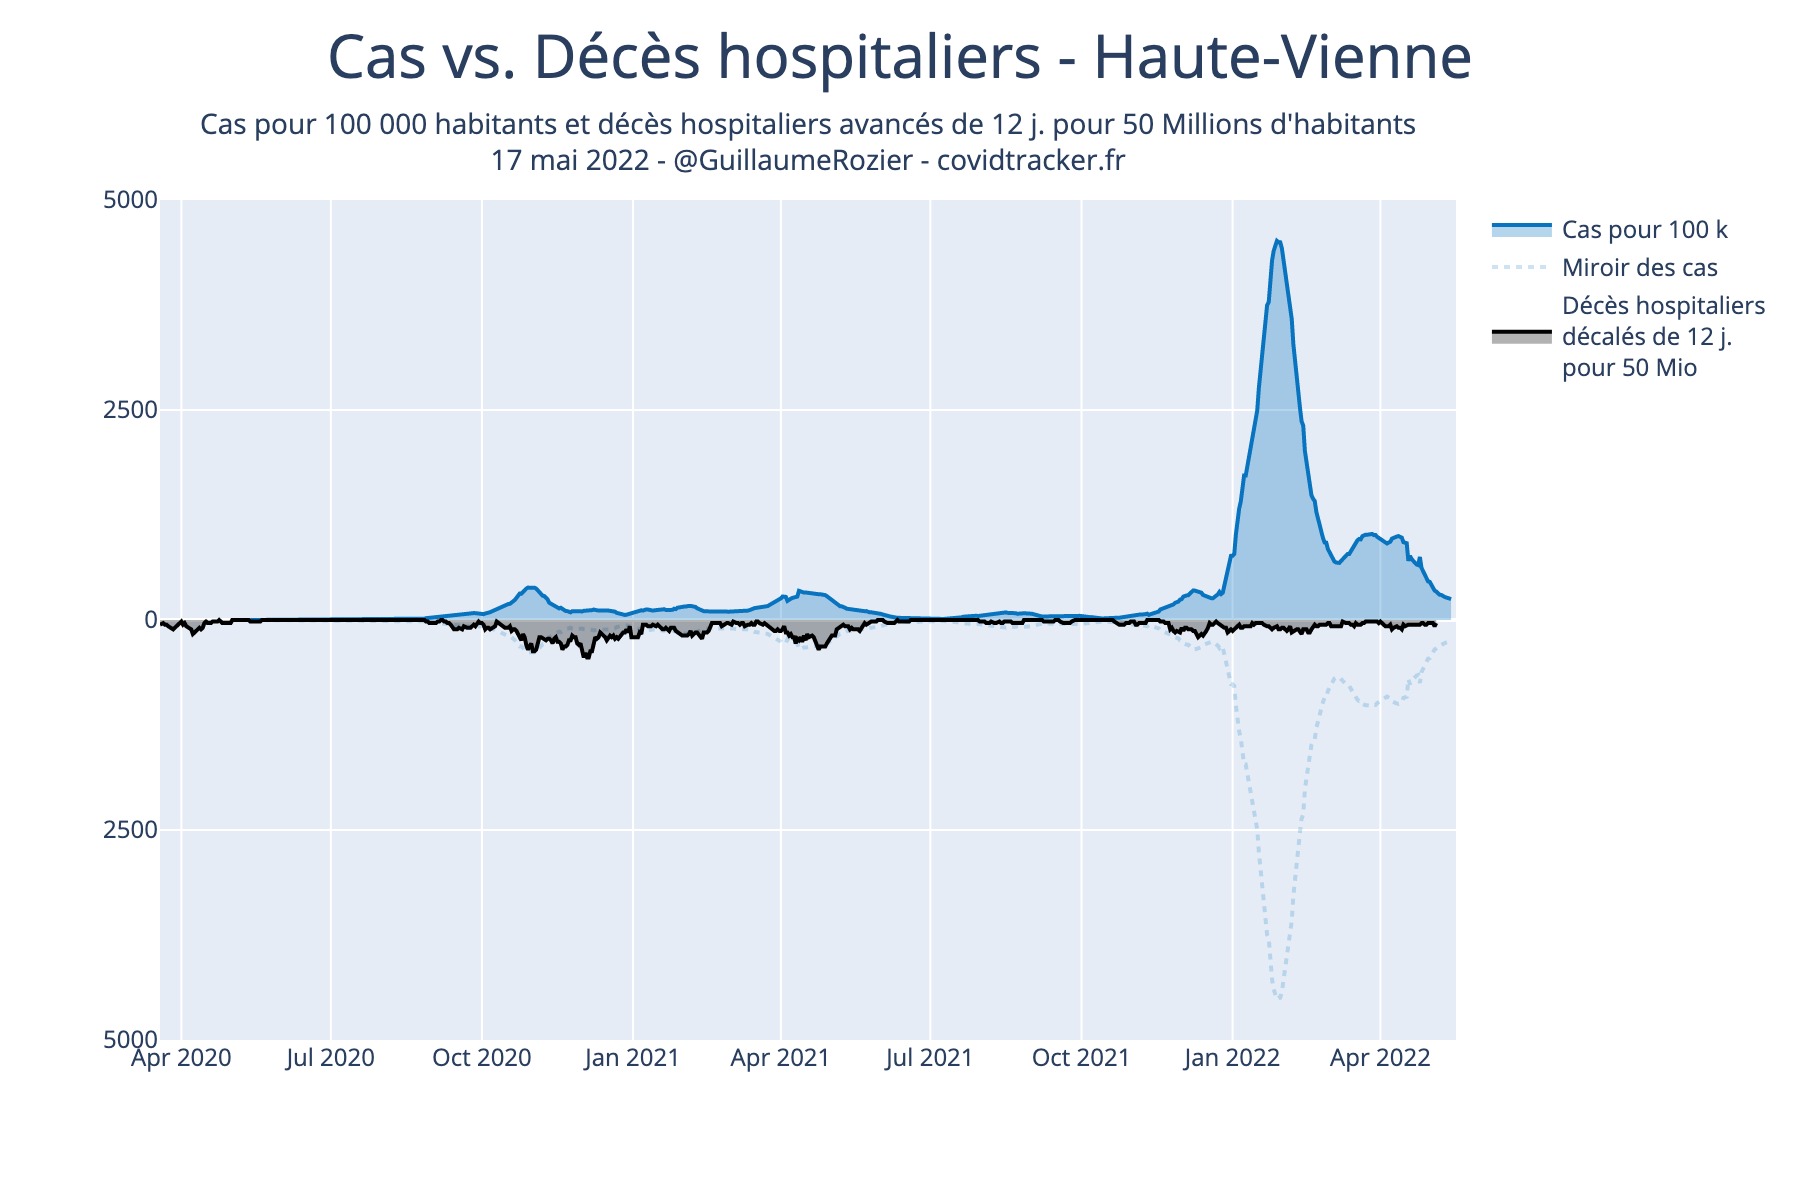 Cas vs. Décès hospitaliers - Haute-Vienne
Cas pour 100 000 habitants et décès hospitaliers avancés de 12 j. pour 50 Millions d'habitants
17 mai 2022 - @GuillaumeRozier - covidtracker.fr
5000
2500
0
2500
5000
Apr 2020
Jul 2020
Oct 2020
Jan 2021
Apr 2021
Jul 2021
Oct 2021
Jan 2022
Apr 2022
Cas pour 100 k
Miroir des cas
Décès hospitaliers
décalés de 12 j.
pour 50 Mio